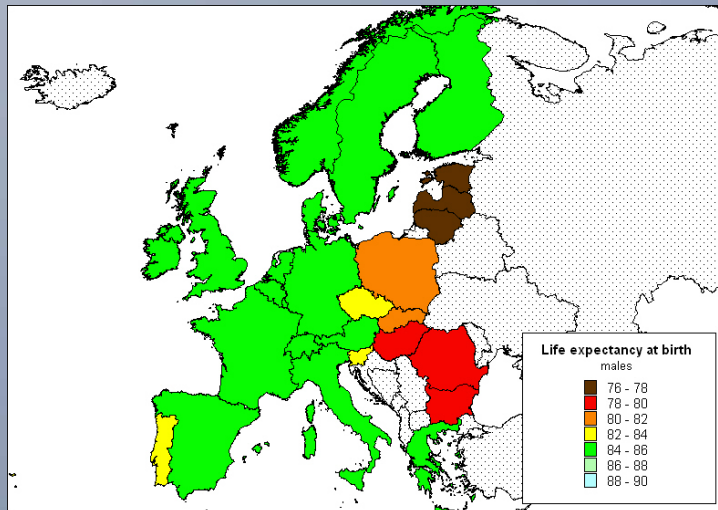 Life expectancy at birth
males
76 - 78
78 - 80
80 - 82
82 - 84
84 - 86
86 - 88
88 - 90